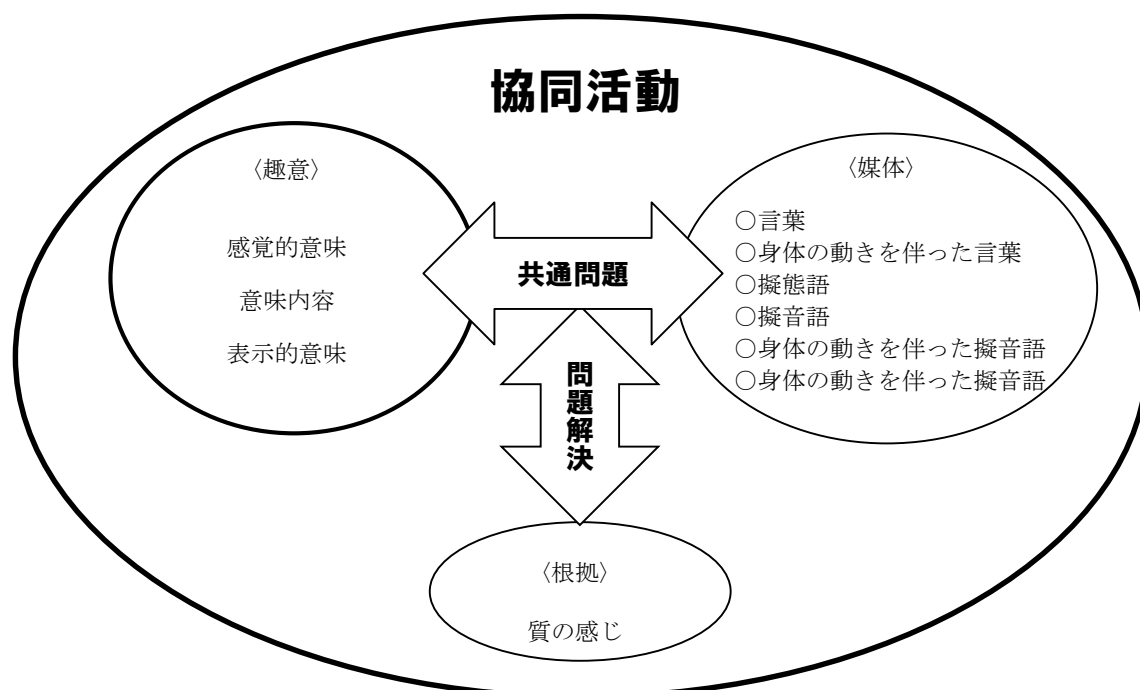 協同活動
〈趣意〉
感覚的意味
意味内容
表示的意味
共通問題
〈媒体〉
○言葉
○身体の動きを伴った言葉
○擬態語
○擬音語
○身体の動きを伴った擬音語
○身体の動きを伴った擬音語
問題解決
〈根拠〉
質の感じ